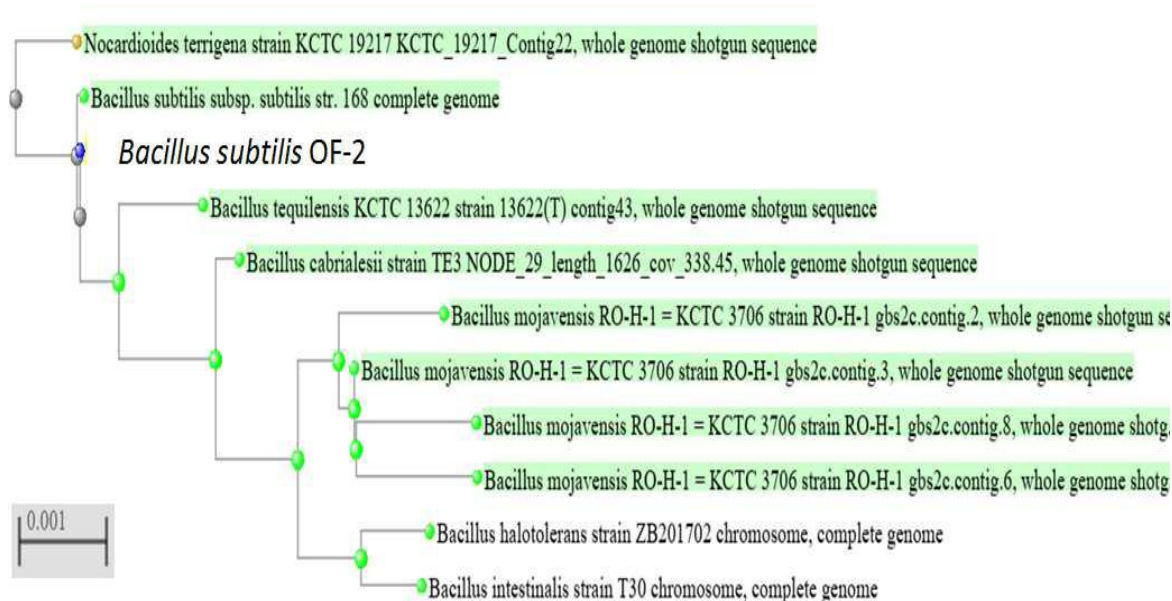 Nocardioides terrigena strain KCTC 19217 KCTC_19217_Contig22, whole genome shotgun sequence
Bacillus subtilis subsp. subtilis str. 168 complete genome
Bacillus subtilis OF-2
Bacillus tequilensis KCTC 13622 strain 13622(T) contig43, whole genome shotgun sequence
Bacillus cabrialesii strain TE3 NODE_29_length_1626_cov_338.45, whole genome shotgun sequence
Bacillus mojavensis RO-H-1 = KCTC 3706 strain RO-H-1 gbs2c.contig.2, whole genome shotgun se
Bacillus mojavensis RO-H-1 = KCTC 3706 strain RO-H-1 gbs2c.contig.3, whole genome shotgun sequence
Bacillus mojavensis RO-H-1 = KCTC 3706 strain RO-H-1 gbs2c.contig.8, whole genome shotg
Bacillus mojavensis RO-H-1 = KCTC 3706 strain RO-H-1 gbs2c.contig.6, whole genome shotg
0.001
Bacillus halotolerans strain ZB201702 chromosome, complete genome
Bacillus intestinalis strain T30 chromosome, complete genome